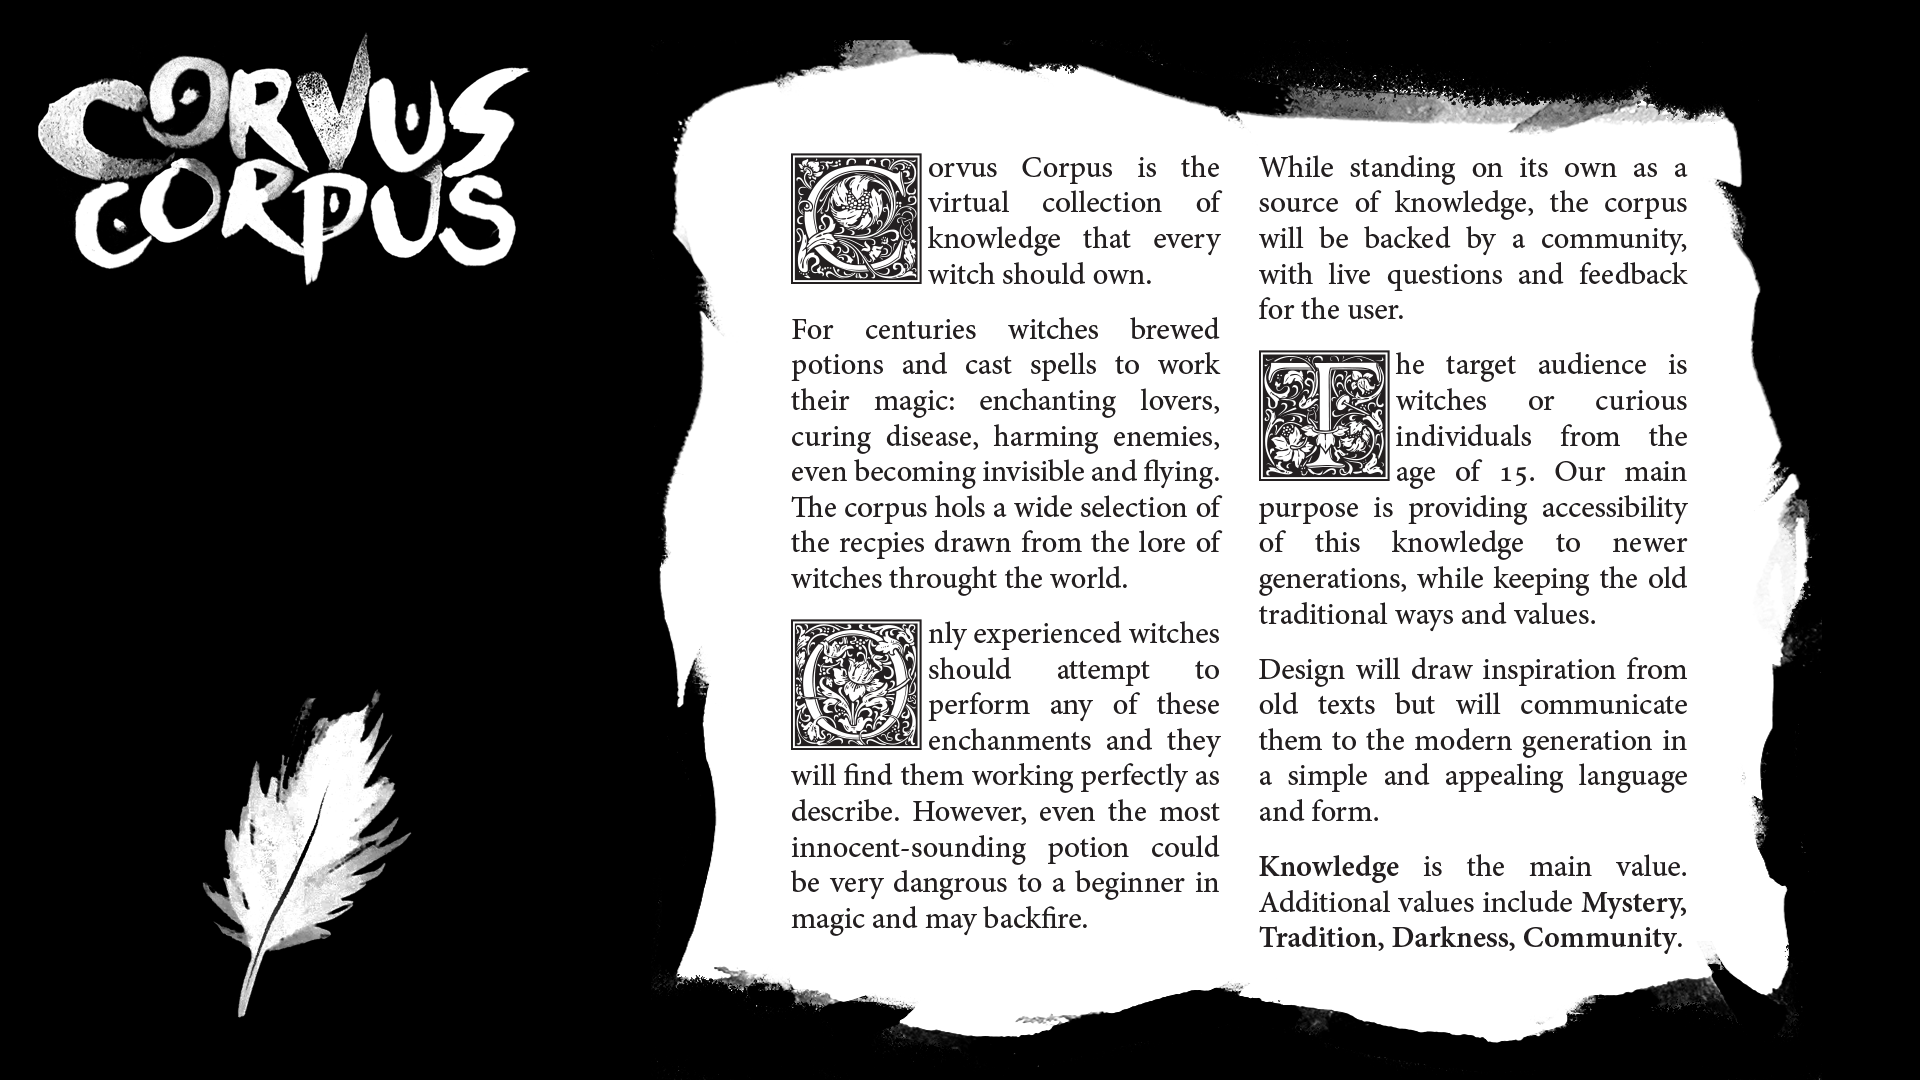 CORVUS
CORPUS
Corvus Corpus is the
virtual collection of
knowledge that every
witch should own.
For centuries witches brewed
potions and cast spells to work
their magic: enchanting lovers,
curing disease, harming enemies,
even becoming invisible and flying.
The corpus hols a wide selection of
the recpies drawn from the lore of
witches throught the world.
Only experienced witches
should attempt to
perform any of these
enchanments and they
will find them working perfectly as
describe. However, even the most
innocent-sounding potion could
be very dangrous to a beginner in
magic and may backfire.
While standing on its own as a
source of knowledge, the corpus
will be backed by a community,
with live questions and feedback
for the user.
The target audience is
witches or curious
individuals from the
age of 15. Our main
purpose is providing accessibility
of this knowledge to newer
generations, while keeping the old
traditional ways and values.
Design will draw inspiration from
old texts but will communicate
them to the modern generation in
a simple and appealing language
and form.
Knowledge is the main value.
Additional values include Mystery,
Tradition, Darkness, Community.